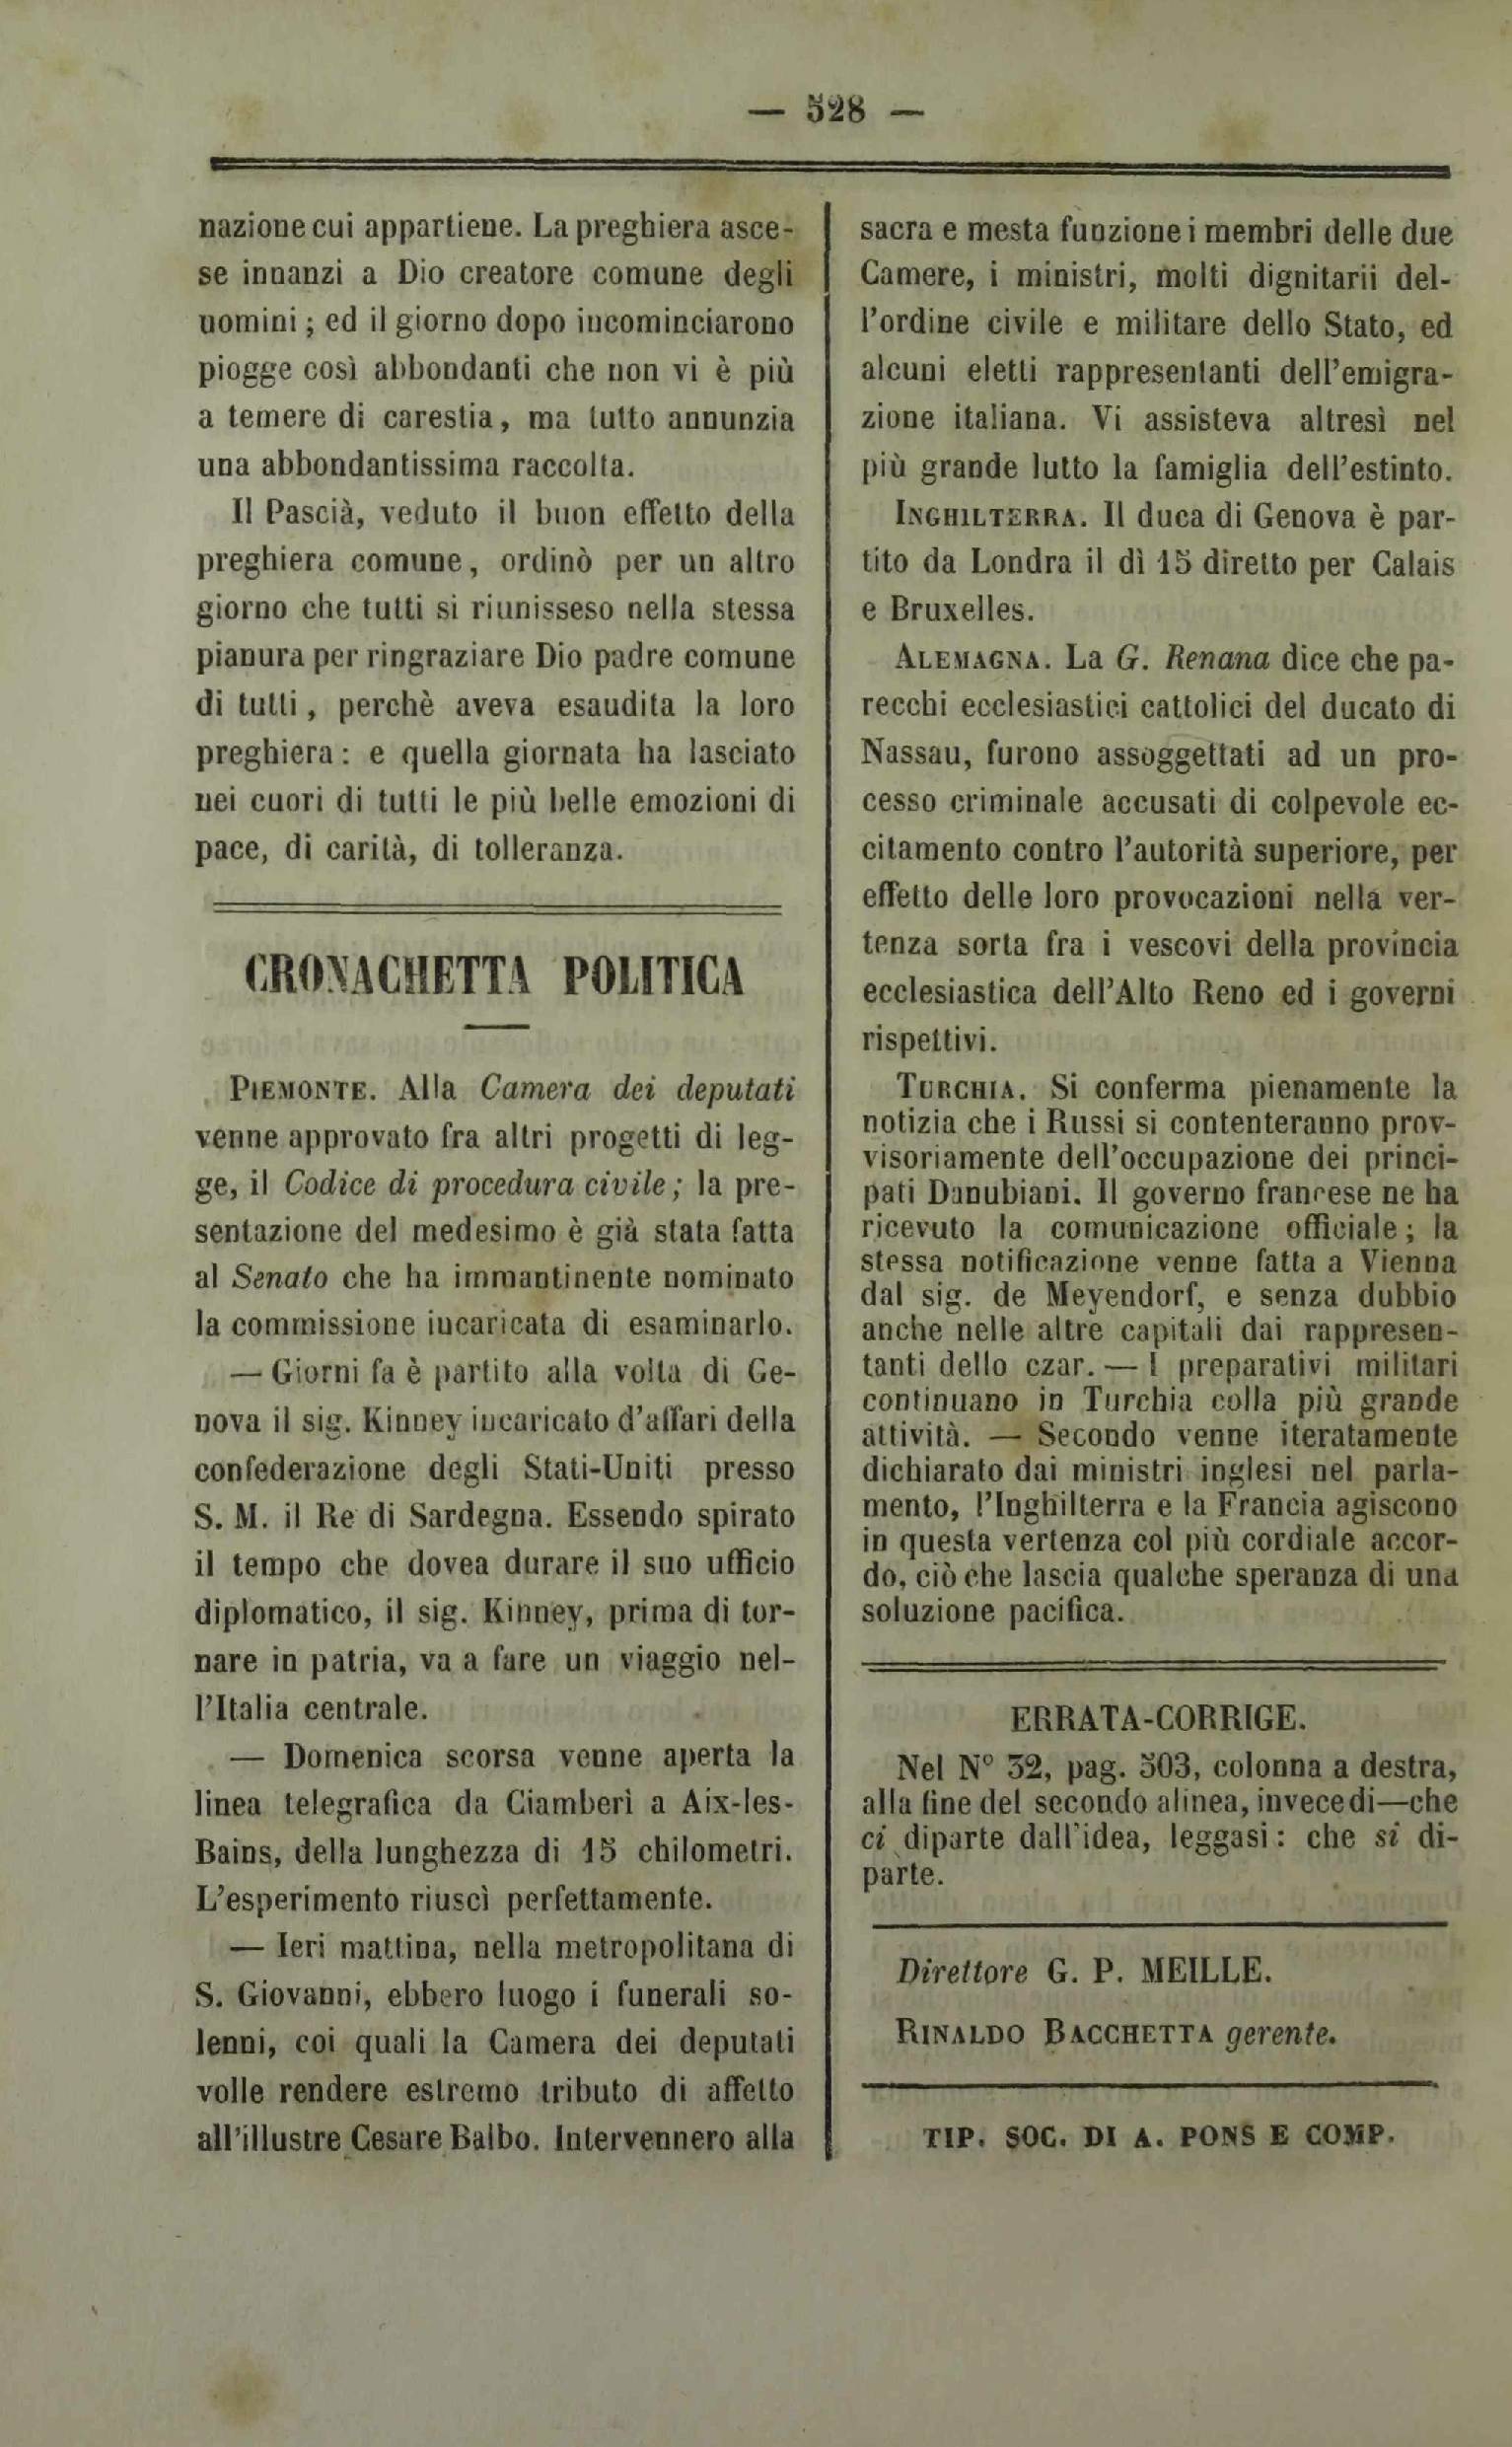 — 528 —
nazione cui appartiene. La preghiera asce-
se innanzi a Dio creatore comune degli
uomini ; ed il giorno dopo incominciarono
piogge così abbondanti che non vi è più
a temere di carestia, ma tutto annunzia
una abbondantissima raccolta.
Il Pascià, veduto il buon effetto della
preghiera comune, ordinò per un altro
giorno che tutti si riunisseso nella stessa
pianura per ringraziare Dio padre comune
di tutti, perchè aveva esaudita la loro
preghiera : e quella giornata ha lasciato
nei cuori di tutti le più belle emozioni di
pace, di carità, di tolleranza.
CRONACHETTA POLITICA
PIEMONTE. Alla Camera dei deputati
venne approvato fra altri progetti di leg-
ge, il Codice di procedura civile ; la pre-
sentazione del medesimo è già stata fatta
al Senato che ha immantinente nominato
la commissione incaricata di esaminarlo.
— Giorni fa è partito alla volta di Ge-
nova il sig. Kinney incaricato d'affari della
confederazione degli Stati-Uniti presso
S. M. il Re di Sardegna. Essendo spirato
il tempo che dovea durare il suo ufficio
diplomatico, il sig. Kinney, prima di tor-
nare in patria, va a fare un viaggio nel-
l'Italia centrale.
— Domenica scorsa venne aperta la
linea telegrafica da Ciamberì a Aix-les-
Bains, della lunghezza di 15 chilometri.
L'esperimento riuscì perfettamente.
— Ieri mattina, nella metropolitana di
S. Giovanni, ebbero luogo i funerali so-
lenni, coi quali la Camera dei deputati
volle rendere estremo tributo di affetto
all'illustre Cesare Balbo. Intervennero alla
sacra e mesta funzione i membri delle due
Camere, i ministri, molti dignitarii del-
l'ordine civile e militare dello Stato, ed
alcuni eletti rappresentanti dell'emigra-
zione italiana. Vi assisteva altresì nel
più grande lutto la famiglia dell'estinto.
INGHILTERRA. Il duca di Genova è par-
tito da Londra il dì 15 diretto per Calais
e Bruxelles.
ALEMAGNA. La G. Renana dice che pa-
recchi ecclesiastici cattolici del ducato di
Nassau, furono assoggettati ad un pro-
cesso criminale accusati di colpevole ec-
citamento contro l'autorità superiore, per
effetto delle loro provocazioni nella ver-
tenza sorta fra i vescovi della provincia
ecclesiastica dell'Alto Reno ed i governi
rispettivi.
TURCHIA. Si conferma pienamente la
notizia che i Russi si contenteranno prov-
visoriamente dell'occupazione dei princi-
pati Danubiani. Il governo francese ne ha
ricevuto la comunicazione officiale ; la
stessa notificazione venne fatta a Vienna
dal sig. de Meyendorf, e senza dubbio
anche nelle altre capitali dai rappresen-
tanti dello czar. — I preparativi militari
continuano in Turchia colla più grande
attività. — Secondo venne iteratamente
dichiarato dai ministri inglesi nel parla-
mento, l'Inghilterra e la Francia agiscono
in questa vertenza col più cordiale accor-
do, ciò che lascia qualche speranza di una
soluzione pacifica.
ERRATA-CORRIGE.
Nel N° 32, pag. 503, colonna a destra,
alla fine del secondo alinea, invece di—che
ci diparte dall'idea, leggasi : che si di-
parte.
Direttore G. P. MEILLE.
RINALDO BACCHETTA gerente.
TIP. SOC. DI A. PONS E COMP.